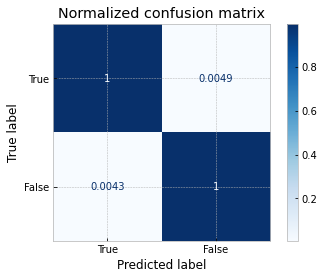 Normalized confusion matrix
True
1
0.0049
False
0.0043
1
True
False
True label
Predicted label
0.8
0.6
0.4
0.2